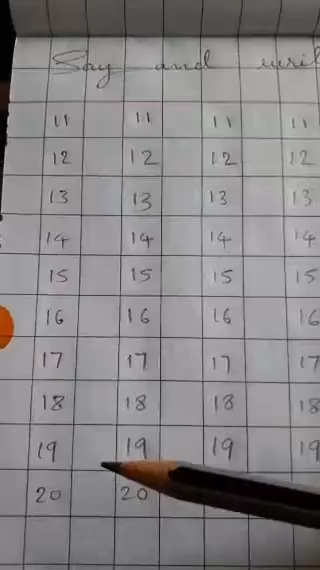 Say and
11 11 11 11
12 12 12 12
13 13 13 13
14 14 14 14
15 15 15 15
16 16 16 16
17 17 17 17
18 18 18 18
19 19 19 19
20 20